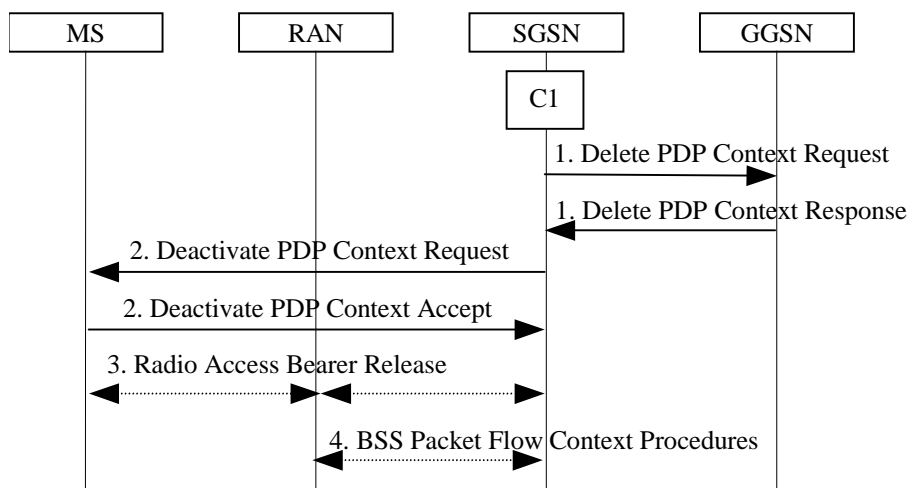 MS RAN SGSN GGSN
C1
1. Delete PDP Context Request
1. Delete PDP Context Response
2. Deactivate PDP Context Request
2. Deactivate PDP Context Accept
3. Radio Access Bearer Release
4. BSS Packet Flow Context Procedures